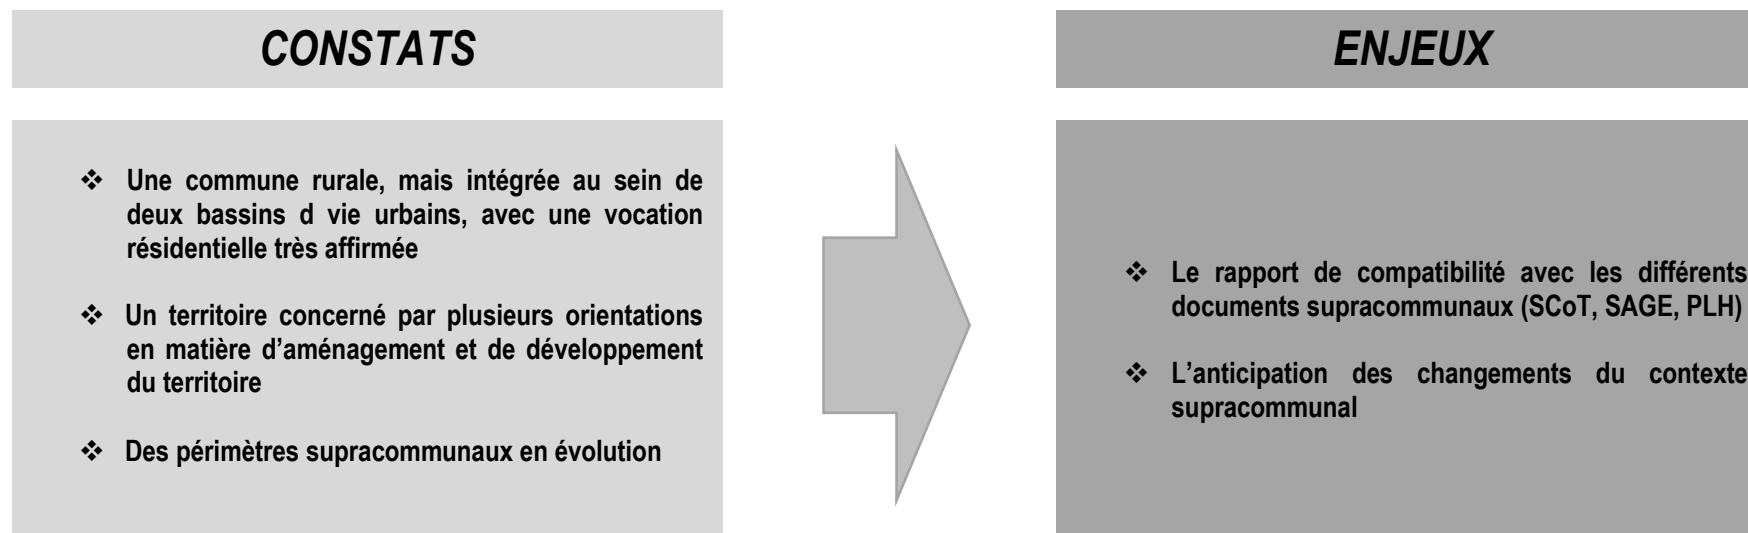 CONSTATS
❖ Une commune rurale, mais intégrée au sein de
deux bassins d vie urbains, avec une vocation
résidentielle très affirmée
❖ Un territoire concerné par plusieurs orientations
en matière d’aménagement et de développement
du territoire
❖ Des périmètres supracommunaux en évolution
ENJEUX
❖ Le rapport de compatibilité avec les différents
documents supracommunaux (SCoT, SAGE, PLH)
❖ L’anticipation des changements du contexte
supracommunal